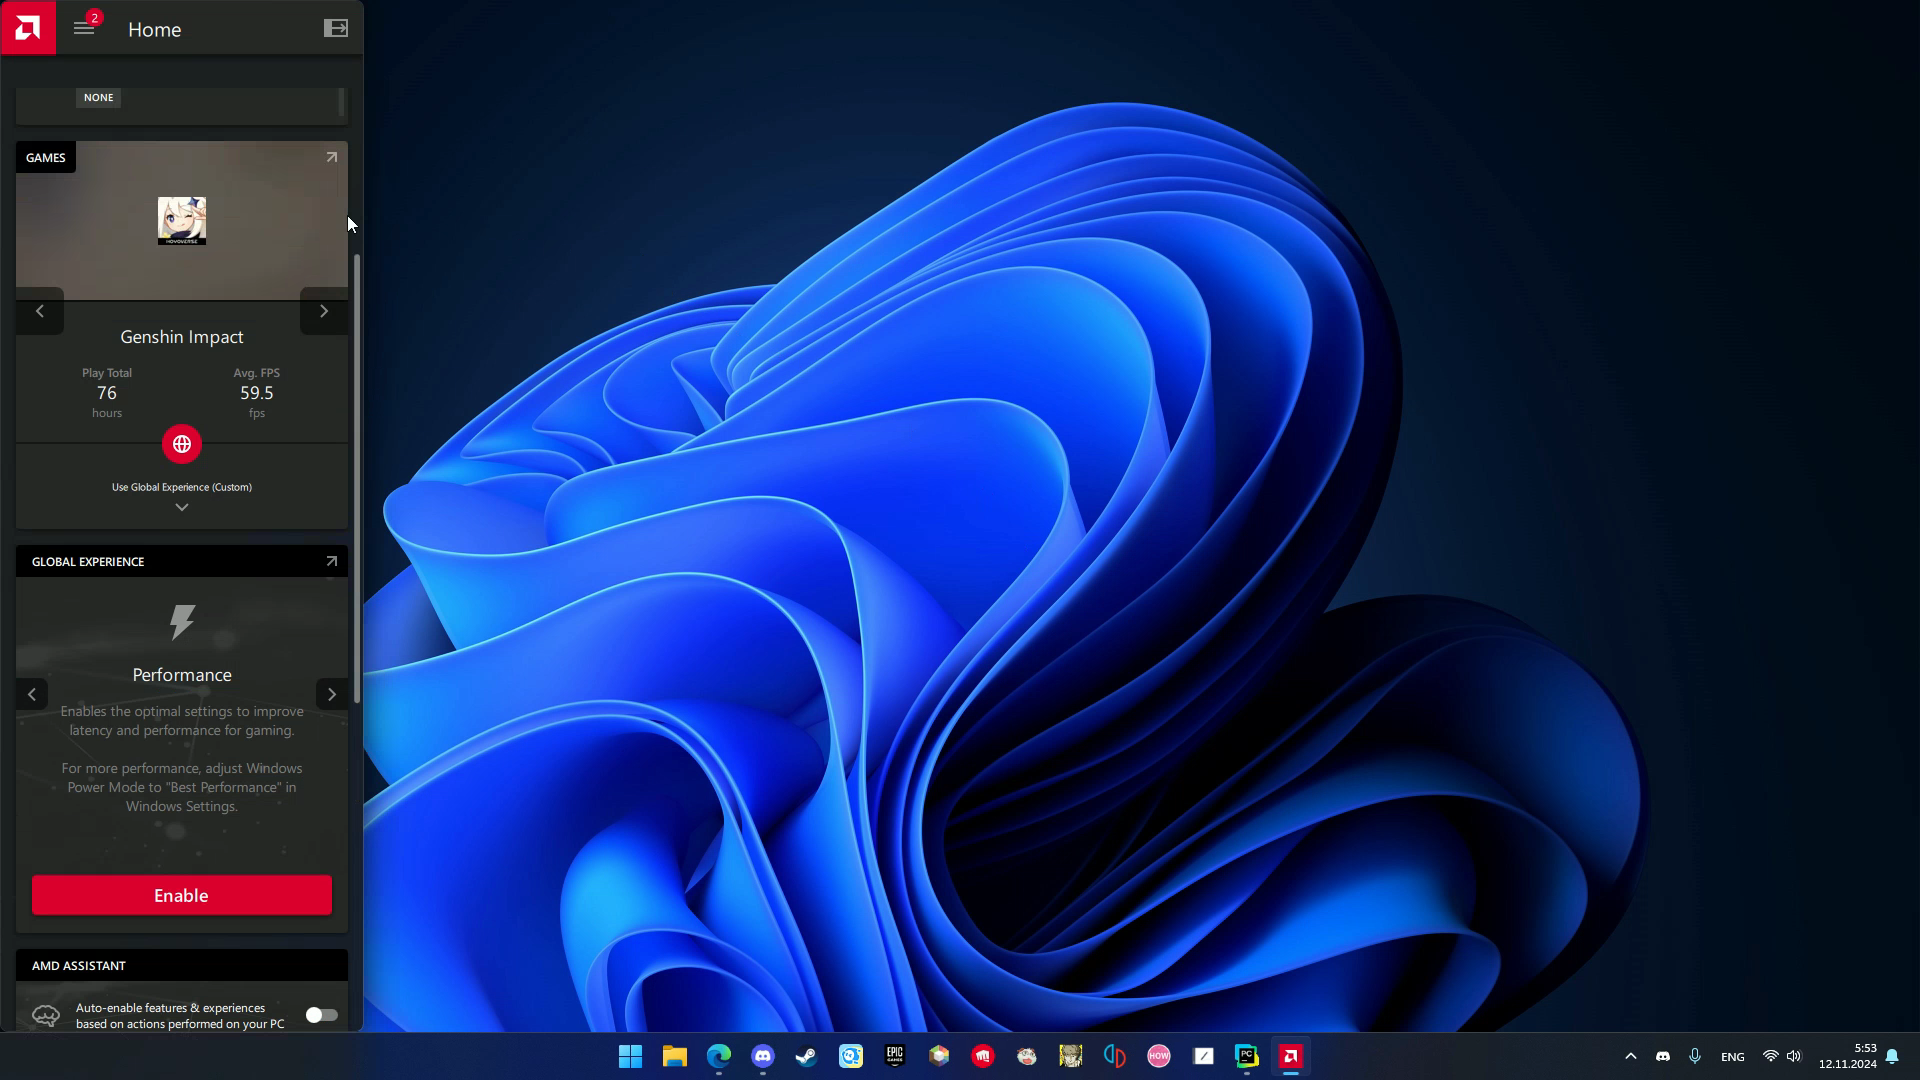 2
Home
NONE
GAMES
HOYOVERSE
Genshin Impact
Play Total
76
hours
Avg. FPS
59.5
fps
Use Global Experience (Custom)
GLOBAL EXPERIENCE
Performance
Enables the optimal settings to improve
latency and performance for gaming.
For more performance, adjust Windows
Power Mode to "Best Performance" in
Windows Settings.
Enable
AMD ASSISTANT
Auto-enable features & experiences
based on actions performed on your PC
EPIC
GAMES
HOW
PC
ENG
5:53
12.11.2024